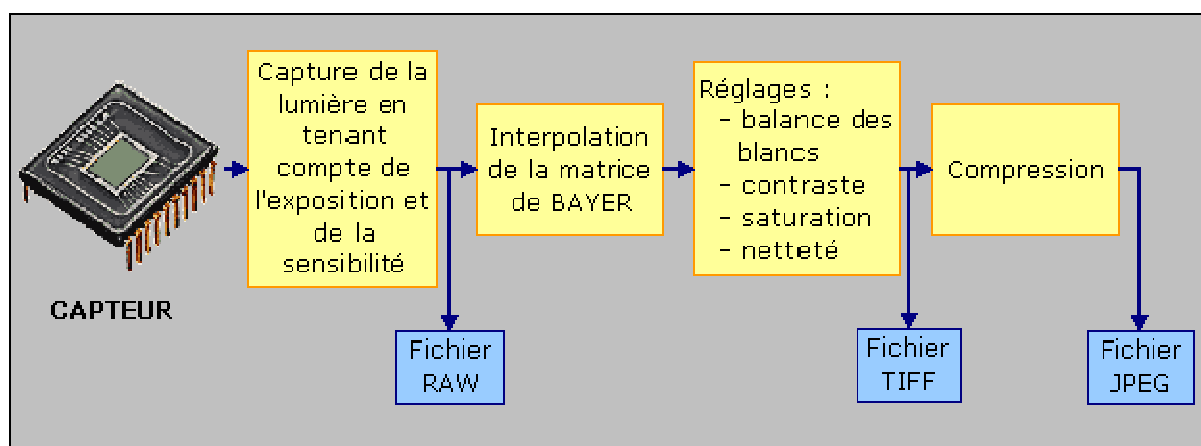 Capture de la
lumière en
tenant
compte de
l'exposition et
de la
sensibilité
Interpolation
de la matrice
de BAYER
Réglages :
- balance des
blancs
- contraste
- saturation
- netteté
Compression
CAPTEUR
Fichier
RAW
Fichier
TIFF
Fichier
JPEG